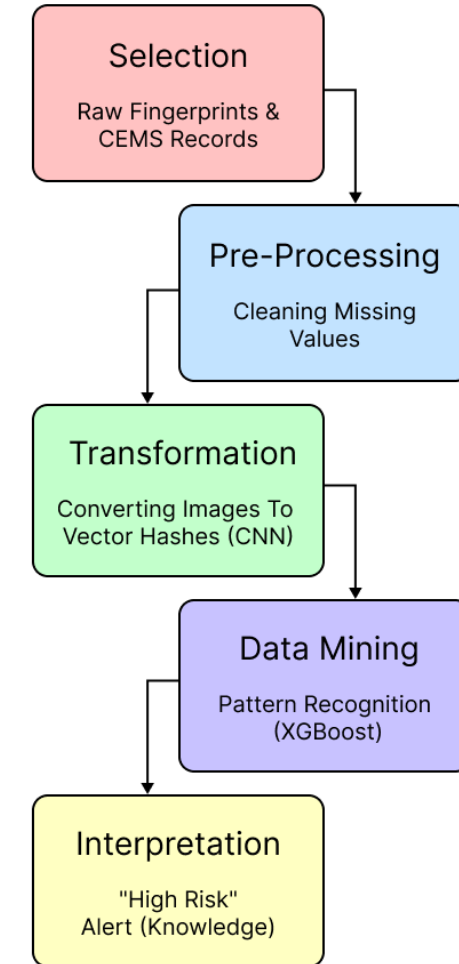 Selection
Raw Fingerprints &
CEMS Records
Pre-Processing
Cleaning Missing
Values
Transformation
Converting Images To
Vector Hashes (CNN)
Data Mining
Pattern Recognition
(XGBoost)
Interpretation
"High Risk"
Alert (Knowledge)